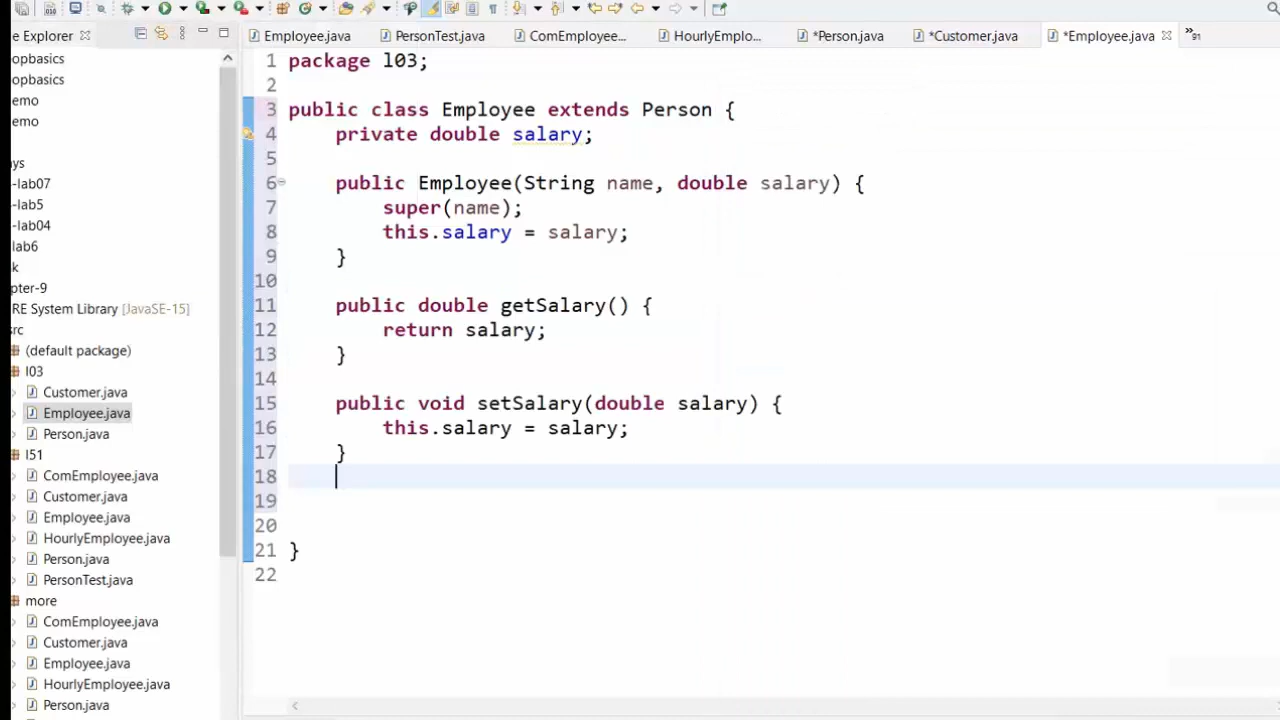 e Explorer
Employee.java
PersonTest.java
ComEmployee...
HourlyEmplo...
*Person.java
*Customer.java
*Employee.java
»91
opbasics
opbasics
emo
emo
ys
-lab07
-lab5
-lab04
lab6
k
pter-9
RE System Library [JavaSE-15]
src
(default package)
l03
Customer.java
Employee.java
Person.java
l51
ComEmployee.java
Customer.java
Employee.java
HourlyEmployee.java
Person.java
PersonTest.java
more
ComEmployee.java
Customer.java
Employee.java
HourlyEmployee.java
Person.java
1 package l03;
2
3 public class Employee extends Person {
4 private double salary;
5
6 public Employee(String name, double salary) {
7 super(name);
8 this.salary = salary;
9 }
10
11 public double getSalary() {
12 return salary;
13 }
14
15 public void setSalary(double salary) {
16 this.salary = salary;
17 }
18
19
20
21 }
22